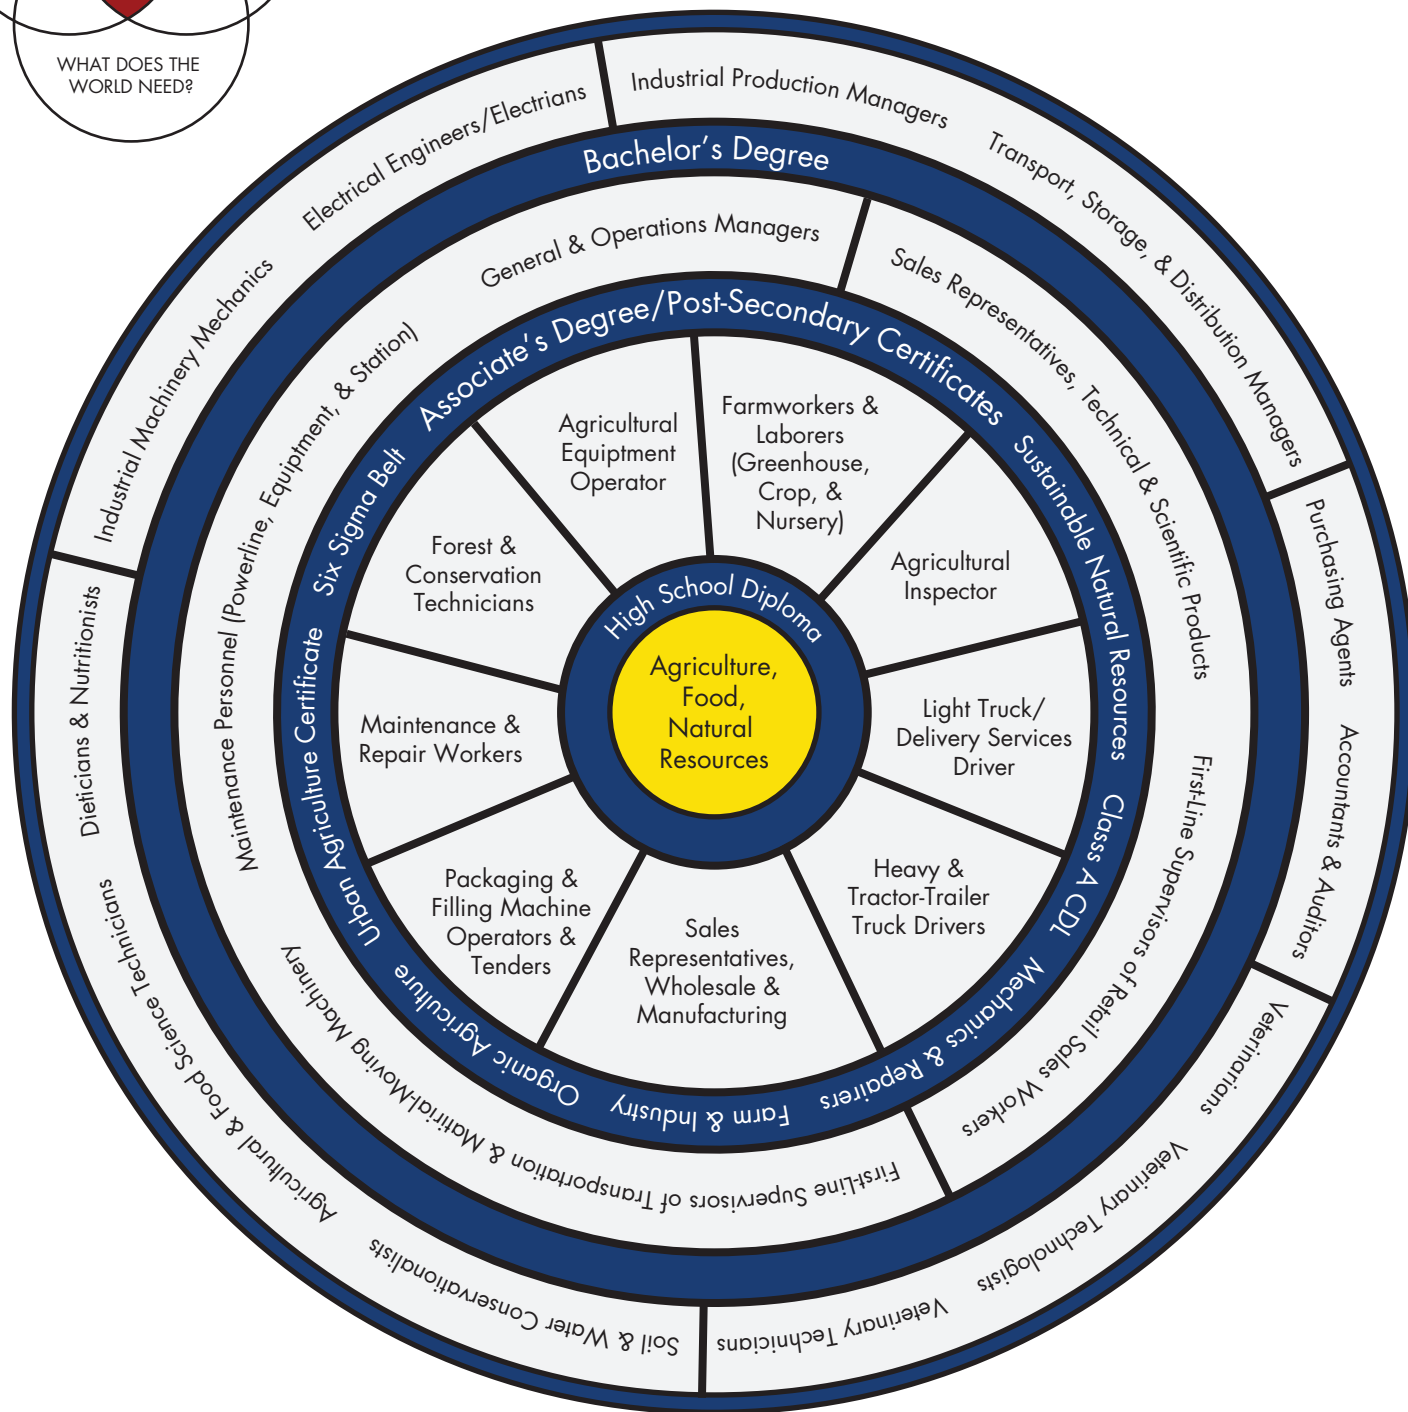 WHAT DOES THE
WORLD NEED?
Industrial Production Managers
Transport, Storage, & Distribution Managers
Purchasing Agents
Accountants & Auditors
Veterinarians
Veterinary Technologists
Veterinary Technicians
Soil & Water Conservationalists
Agricultural & Food Science Technicians
Dieticians & Nutritionists
Industrial Machinery Mechanics
Electrical Engineers/Electrians
Bachelor's Degree
General & Operations Managers
Sales Representatives, Technical & Scientific Products
First-Line Supervisors of Retail Sales Workers
First-Line Supervisors of Transportation & Matirial-Moving Machinery
Maintenance Personnel (Powerline, Equiptment, & Station)
Associate's Degree/Post-Secondary Certificates
Sustainable Natural Resources
Classs A CDL
Mechanics & Repairers
Farm & Industry
Organic Agriculture
Urban Agriculture Certificate
Six Sigma Belt
Agricultural
Equiptment
Operator
Farmworkers &
Laborers
(Greenhouse,
Crop, &
Nursery)
Agricultural
Inspector
Light Truck/
Delivery Services
Driver
Heavy &
Tractor-Trailer
Truck Drivers
Sales
Representatives,
Wholesale &
Manufacturing
Packaging &
Filling Machine
Operators &
Tenders
Maintenance &
Repair Workers
Forest &
Conservation
Technicians
High School Diploma
Agriculture,
Food,
Natural
Resources